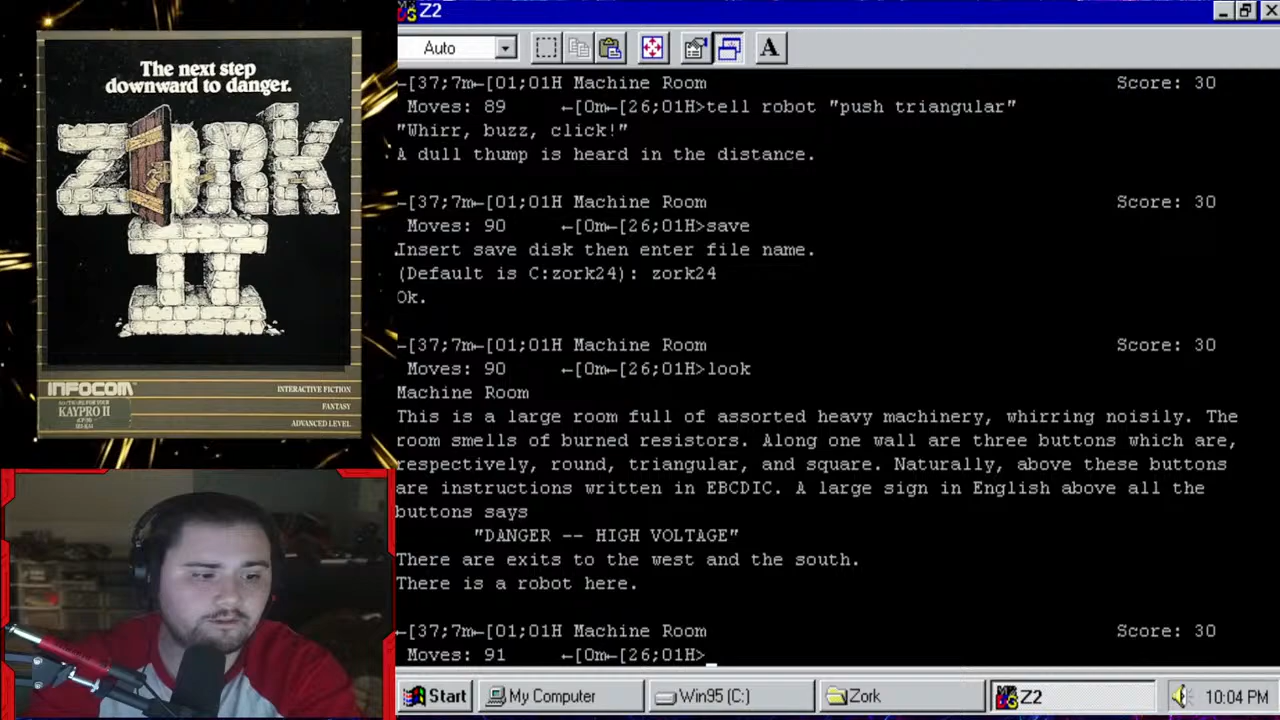 The next step
downward to danger.
ZORK
II
INFOCOM
INTERACTIVE FICTION
FANTASY
ADVANCED LEVEL
KAYPRO II
Z2
Auto
A
←[37;7m←[01;01H Machine Room Score: 30
Moves: 89 ←[0m←[26;01H>tell robot "push triangular"
"Whirr, buzz, click!"
A dull thump is heard in the distance.
←[37;7m←[01;01H Machine Room Score: 30
Moves: 90 ←[0m←[26;01H>save
Insert save disk then enter file name.
(Default is C:zork24): zork24
Ok.
←[37;7m←[01;01H Machine Room Score: 30
Moves: 90 ←[0m←[26;01H>look
Machine Room
This is a large room full of assorted heavy machinery, whirring noisily. The
room smells of burned resistors. Along one wall are three buttons which are,
respectively, round, triangular, and square. Naturally, above these buttons
are instructions written in EBCDIC. A large sign in English above all the
buttons says
"DANGER -- HIGH VOLTAGE"
There are exits to the west and the south.
There is a robot here.
←[37;7m←[01;01H Machine Room Score: 30
Moves: 91 ←[0m←[26;01H>_
Start My Computer Win95 (C:) Zork Z2 10:04 PM